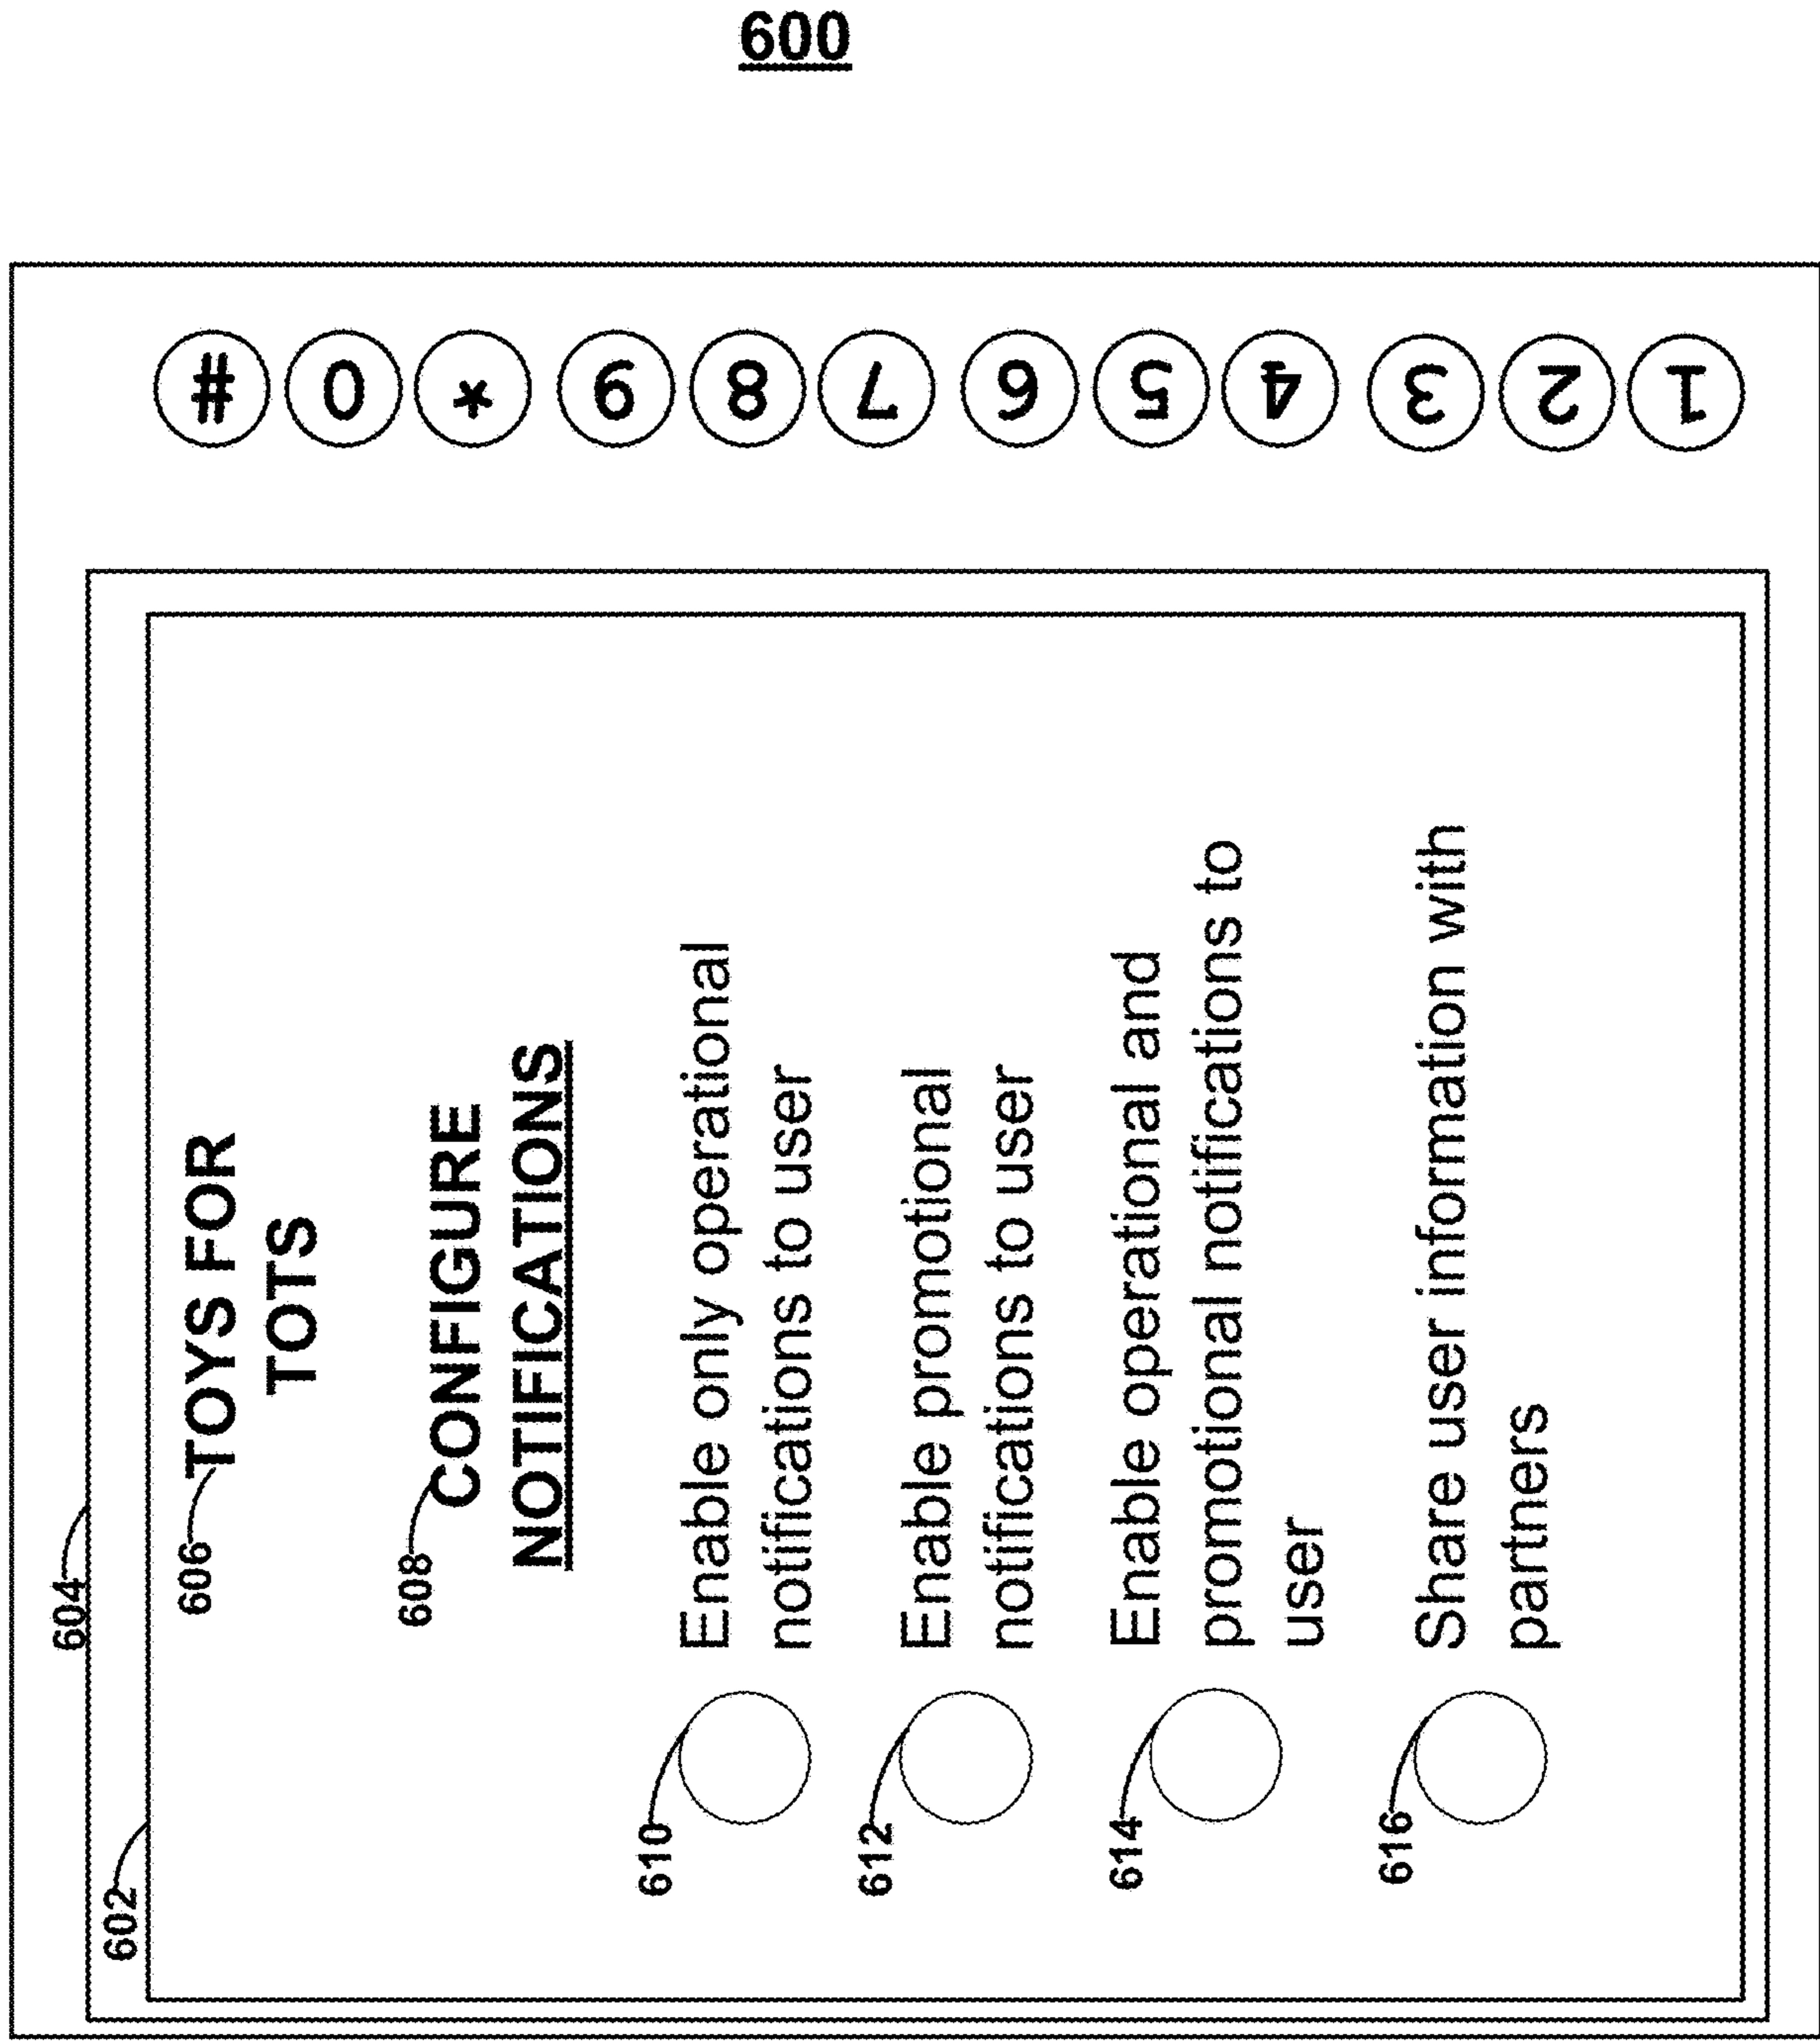 600
# 0 * 9 8 7 6 5 4 3 2 1
604
602
606
TOYS FOR
TOTS
608
CONFIGURE
NOTIFICATIONS
610
Enable only operational
notifications to user
612
Enable promotional
notifications to user
614
Enable operational and
promotional notifications to
user
616
Share user information with
partners